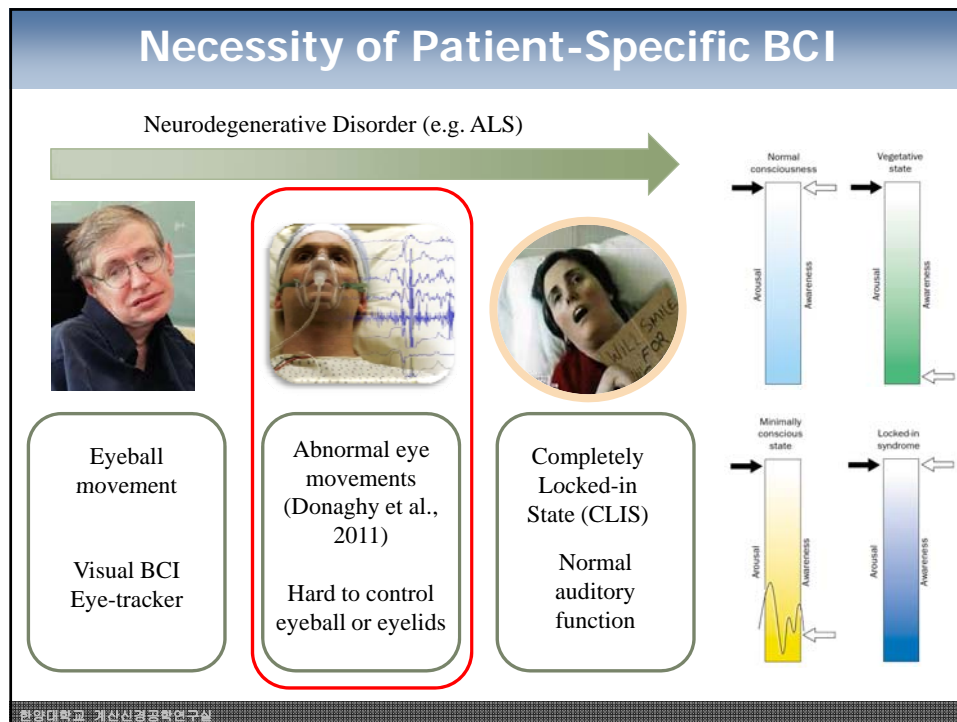 Necessity of Patient-Specific BCI
Neurodegenerative Disorder (e.g. ALS)
WILL SMILE
FOR
Eyeball
movement
Visual BCI
Eye-tracker
Abnormal eye
movements
(Donaghy et al.,
2011)
Hard to control
eyeball or eyelids
Completely
Locked-in
State (CLIS)
Normal
auditory
function
Normal
consciousness
Arousal
Awareness
Vegetative
state
Arousal
Awareness
Minimally
conscious
state
Arousal
Awareness
Locked-in
syndrome
Arousal
Awareness
한양대학교 계산신경공학연구실